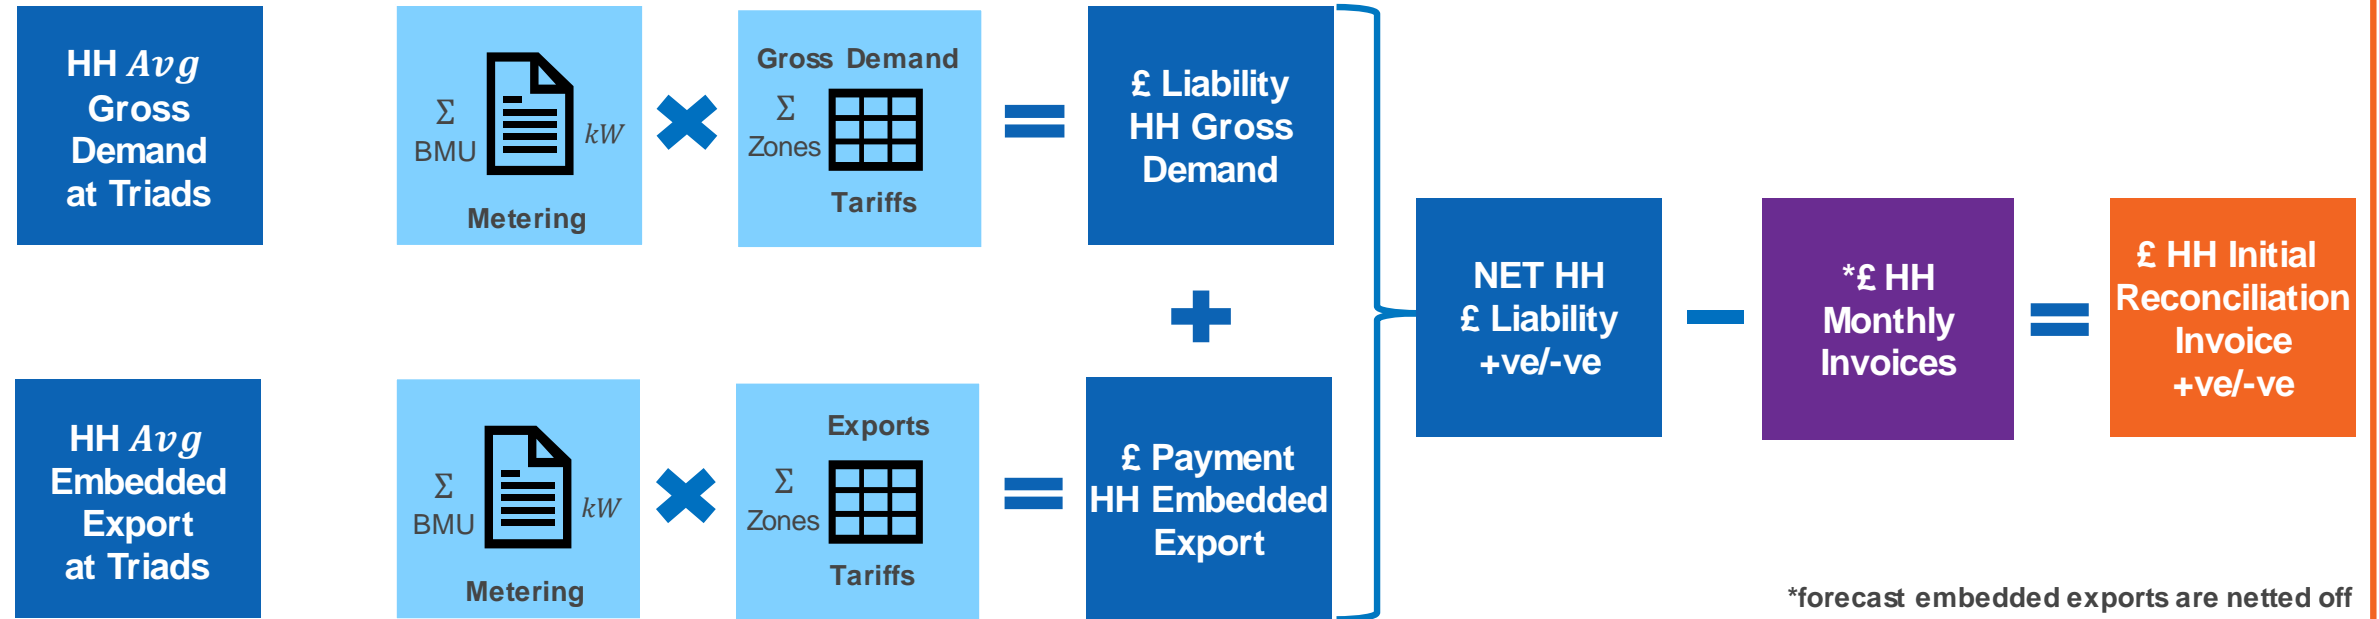 HH Avg
Gross
Demand
at Triads
Σ
BMU
kW
Metering
Gross Demand
Σ
Zones
Tariffs
£ Liability
HH Gross
Demand
HH Avg
Embedded
Export
at Triads
Σ
BMU
kW
Metering
Exports
Σ
Zones
Tariffs
£ Payment
HH Embedded
Export
NET HH
£ Liability
+ve/-ve
*£ HH
Monthly
Invoices
£ HH Initial
Reconciliation
Invoice
+ve/-ve
*forecast embedded exports are netted off